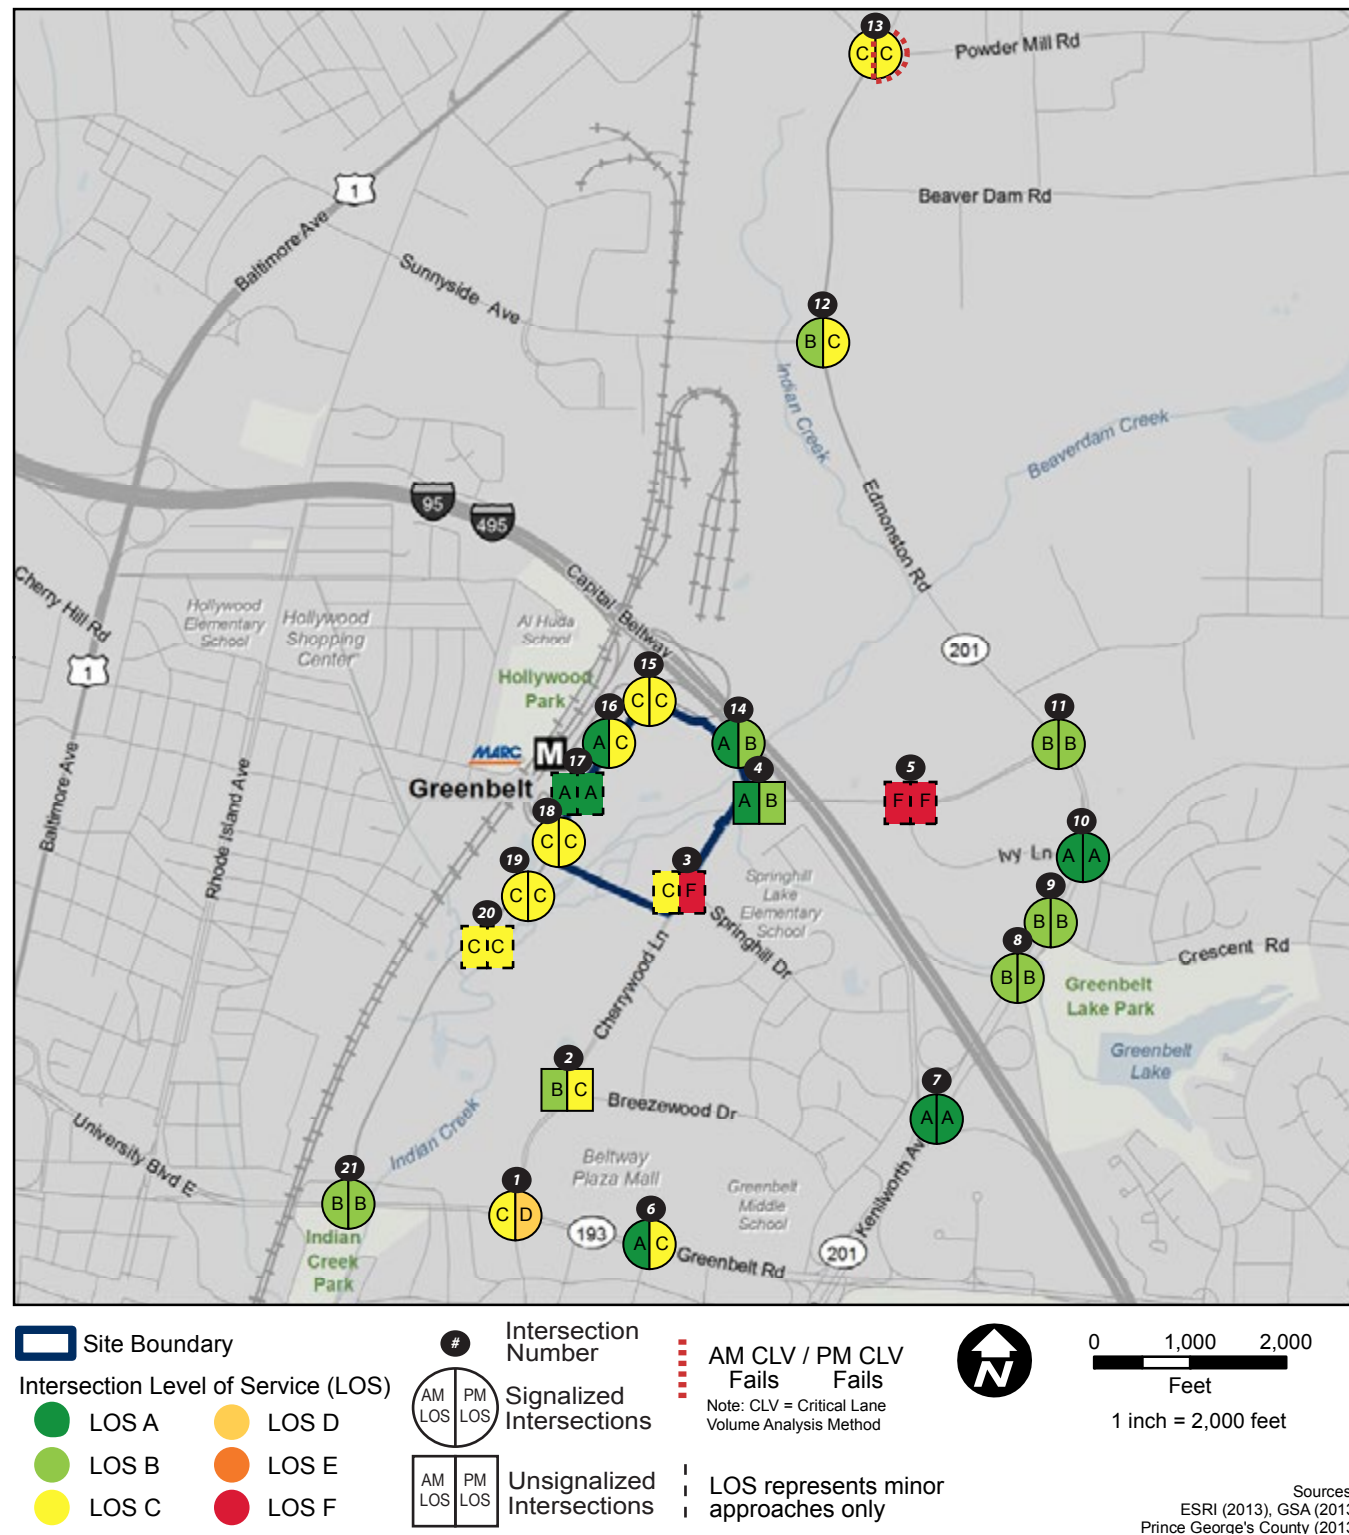 13
C C
Powder Mill Rd
1
Beaver Dam Rd
Baltimore Ave
Sunnyside Ave
12
B C
Indian Creek
Beaverdam Creek
95
495
Edmonston Rd
Cherry Hill Rd
Capital Beltway
Hollywood
Elementary
School
Hollywood
Shopping
Center
Al Huda
School
201
1
15
C C
Hollywood
Park
16
A C
14
A B
11
B B
MARC
M
17
A A
Greenbelt
4
A B
5
F F
Baltimore Ave
Rhode Island Ave
18
C C
10
A A
Ivy Ln
19
C C
3
C F
Springhill
Lake
Elementary
School
9
B B
20
C C
Springhill Dr
8
B B
Crescent Rd
Cherrywood Ln
Greenbelt
Lake Park
Greenbelt
Lake
2
B C
Breezewood Dr
7
A A
University Blvd E
Indian Creek
Beltway
Plaza Mall
Greenbelt
Middle
School
Kenilworth Av
21
B B
1
C D
193
6
A C
Greenbelt Rd
201
Indian
Creek
Park
Site Boundary
Intersection Level of Service (LOS)
LOS A
LOS B
LOS C
LOS D
LOS E
LOS F
#
Intersection
Number
AM LOS
PM LOS
Signalized
Intersections
AM LOS
PM LOS
Unsignalized
Intersections
AM CLV / PM CLV
Fails Fails
Note: CLV = Critical Lane
Volume Analysis Method
LOS represents minor
approaches only
N
0 1,000 2,000
Feet
1 inch = 2,000 feet
Sources
ESRI (2013), GSA (2013
Prince George's County (2013